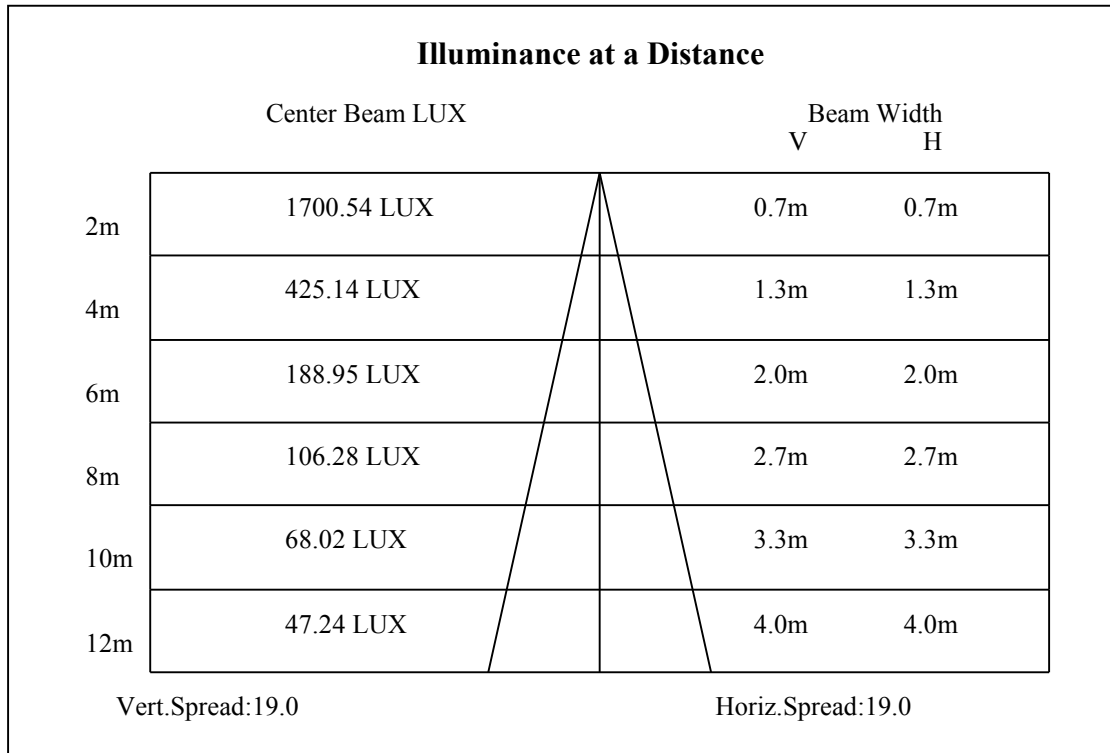 Illuminance at a Distance
Center Beam LUX Beam Width
V H
2m 1700.54 LUX 0.7m 0.7m
4m 425.14 LUX 1.3m 1.3m
6m 188.95 LUX 2.0m 2.0m
8m 106.28 LUX 2.7m 2.7m
10m 68.02 LUX 3.3m 3.3m
12m 47.24 LUX 4.0m 4.0m
Vert.Spread:19.0 Horiz.Spread:19.0